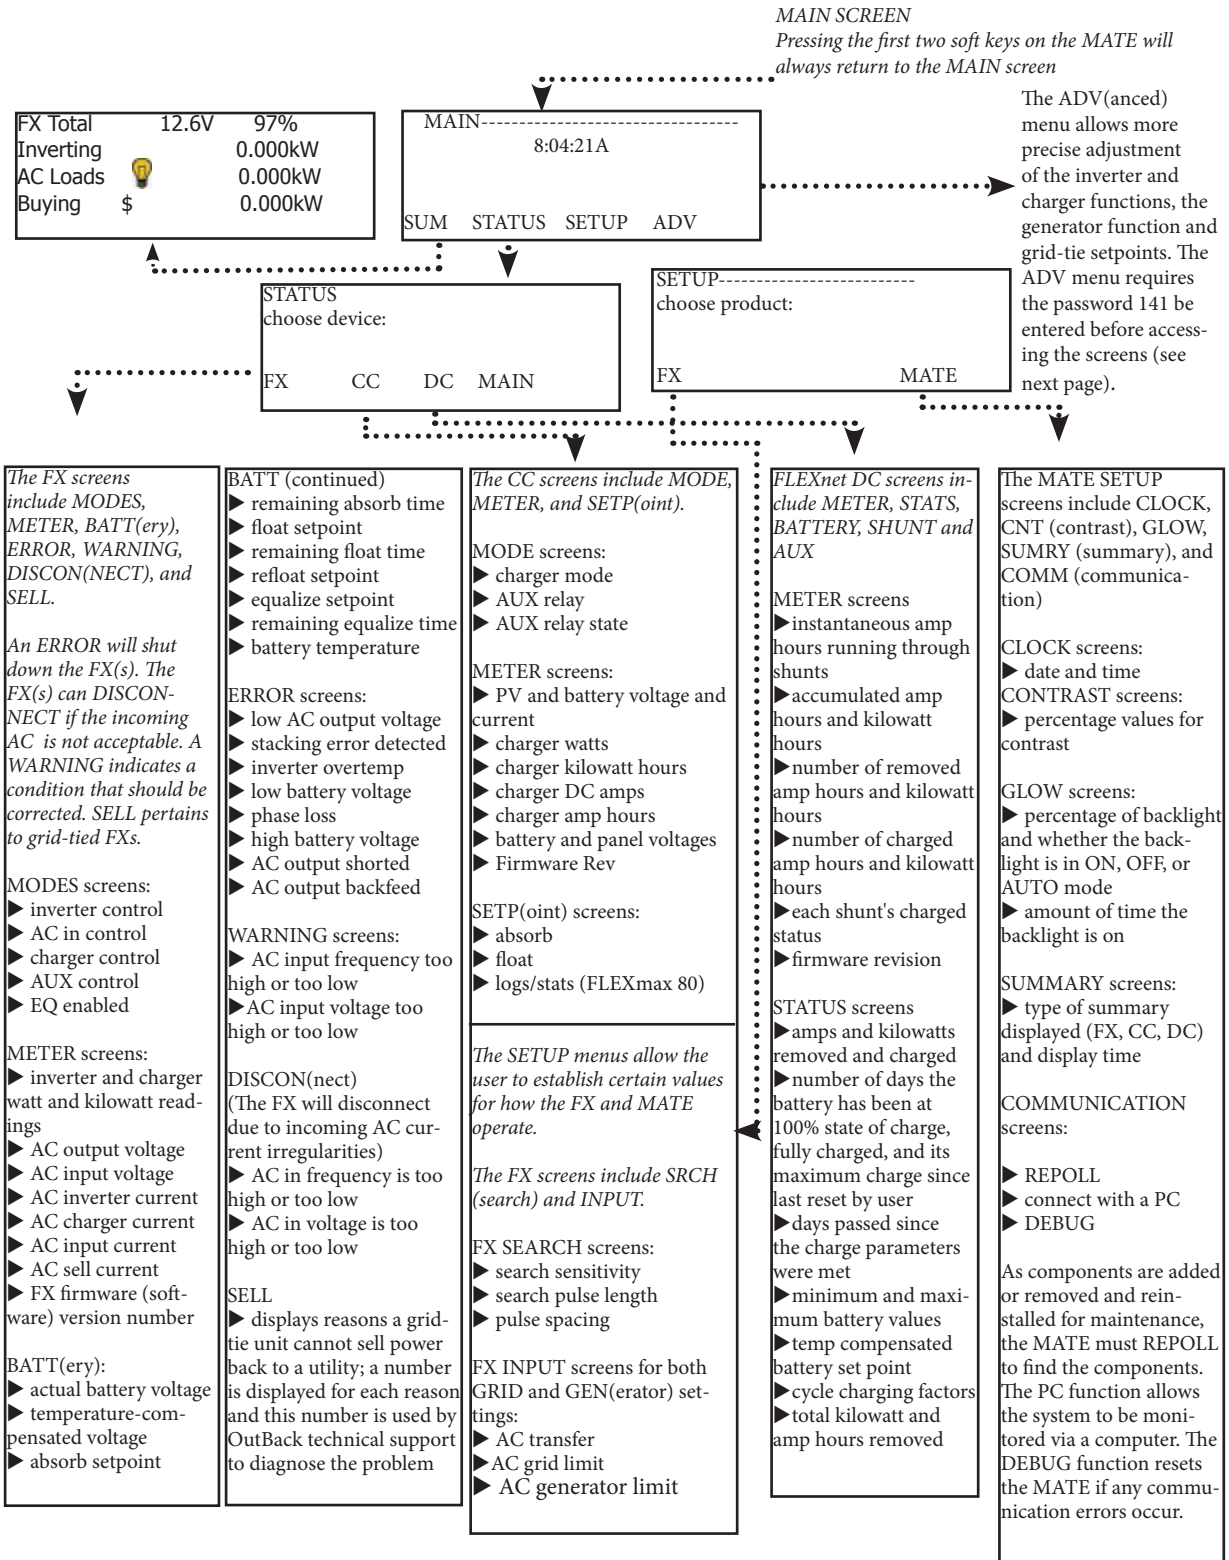 MAIN SCREEN
Pressing the first two soft keys on the MATE will
always return to the MAIN screen
FX Total 12.6V 97%
Inverting 0.000kW
AC Loads 0.000kW
Buying $ 0.000kW
MAIN----------------------------------
8:04:21A
SUM STATUS SETUP ADV
The ADV(anced)
menu allows more
precise adjustment
of the inverter and
charger functions, the
generator function and
grid-tie setpoints. The
ADV menu requires
the password 141 be
entered before access-
ing the screens (see
next page).
STATUS
choose device:
FX CC DC MAIN
SETUP--------------------------
choose product:
FX MATE
The FX screens
include MODES,
METER, BATT(ery),
ERROR, WARNING,
DISCON(NECT), and
SELL.
An ERROR will shut
down the FX(s). The
FX(s) can DISCON-
NECT if the incoming
AC is not acceptable. A
WARNING indicates a
condition that should be
corrected. SELL pertains
to grid-tied FXs.
MODES screens:
▶ inverter control
▶ AC in control
▶ charger control
▶ AUX control
▶ EQ enabled
METER screens:
▶ inverter and charger
watt and kilowatt read-
ings
▶ AC output voltage
▶ AC input voltage
▶ AC inverter current
▶ AC charger current
▶ AC input current
▶ AC sell current
▶ FX firmware (soft-
ware) version number
BATT(ery):
▶ actual battery voltage
▶ temperature-com-
pensated voltage
▶ absorb setpoint
BATT (continued)
▶ remaining absorb time
▶ float setpoint
▶ remaining float time
▶ refloat setpoint
▶ equalize setpoint
▶ remaining equalize time
▶ battery temperature
ERROR screens:
▶ low AC output voltage
▶ stacking error detected
▶ inverter overtemp
▶ low battery voltage
▶ phase loss
▶ high battery voltage
▶ AC output shorted
▶ AC output backfeed
WARNING screens:
▶ AC input frequency too
high or too low
▶AC input voltage too
high or too low
DISCON(nect)
(The FX will disconnect
due to incoming AC cur-
rent irregularities)
▶ AC in frequency is too
high or too low
▶ AC in voltage is too
high or too low
SELL
▶ displays reasons a grid-
tie unit cannot sell power
back to a utility; a number
is displayed for each reason
and this number is used by
OutBack technical support
to diagnose the problem
The CC screens include MODE,
METER, and SETP(oint).
MODE screens:
▶ charger mode
▶ AUX relay
▶ AUX relay state
METER screens:
▶ PV and battery voltage and
current
▶ charger watts
▶ charger kilowatt hours
▶ charger DC amps
▶ charger amp hours
▶ battery and panel voltages
▶ Firmware Rev
SETP(oint) screens:
▶ absorb
▶ float
▶ logs/stats (FLEXmax 80)
The SETUP menus allow the
user to establish certain values
for how the FX and MATE
operate.
The FX screens include SRCH
(search) and INPUT.
FX SEARCH screens:
▶ search sensitivity
▶ search pulse length
▶ pulse spacing
FX INPUT screens for both
GRID and GEN(erator) set-
tings:
▶ AC transfer
▶AC grid limit
▶ AC generator limit
FLEXnet DC screens in-
clude METER, STATS,
BATTERY, SHUNT and
AUX
METER screens
▶instantaneous amp
hours running through
shunts
▶accumulated amp
hours and kilowatt
hours
▶number of removed
amp hours and kilowatt
hours
▶number of charged
amp hours and kilowatt
hours
▶each shunt's charged
status
▶firmware revision
STATUS screens
▶amps and kilowatts
removed and charged
▶number of days the
battery has been at
100% state of charge,
fully charged, and its
maximum charge since
last reset by user
▶days passed since
the charge parameters
were met
▶minimum and maxi-
mum battery values
▶temp compensated
battery set point
▶cycle charging factors
▶total kilowatt and
amp hours removed
The MATE SETUP
screens include CLOCK,
CNT (contrast), GLOW,
SUMRY (summary), and
COMM (communica-
tion)
CLOCK screens:
▶ date and time
CONTRAST screens:
▶ percentage values for
contrast
GLOW screens:
▶ percentage of backlight
and whether the back-
light is in ON, OFF, or
AUTO mode
▶ amount of time the
backlight is on
SUMMARY screens:
▶ type of summary
displayed (FX, CC, DC)
and display time
COMMUNICATION
screens:
▶ REPOLL
▶ connect with a PC
▶ DEBUG
As components are added
or removed and rein-
stalled for maintenance,
the MATE must REPOLL
to find the components.
The PC function allows
the system to be moni-
tored via a computer. The
DEBUG function resets
the MATE if any commu-
nication errors occur.